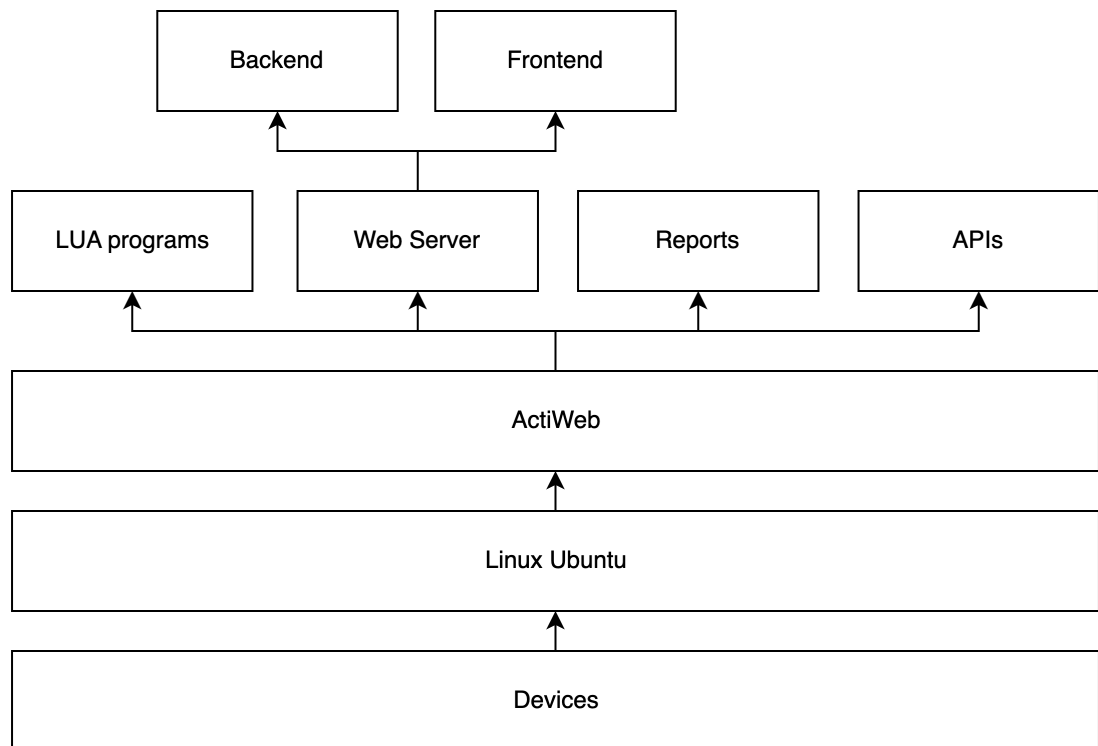 Backend
Frontend
LUA programs
Web Server
Reports
APIs
ActiWeb
Linux Ubuntu
Devices